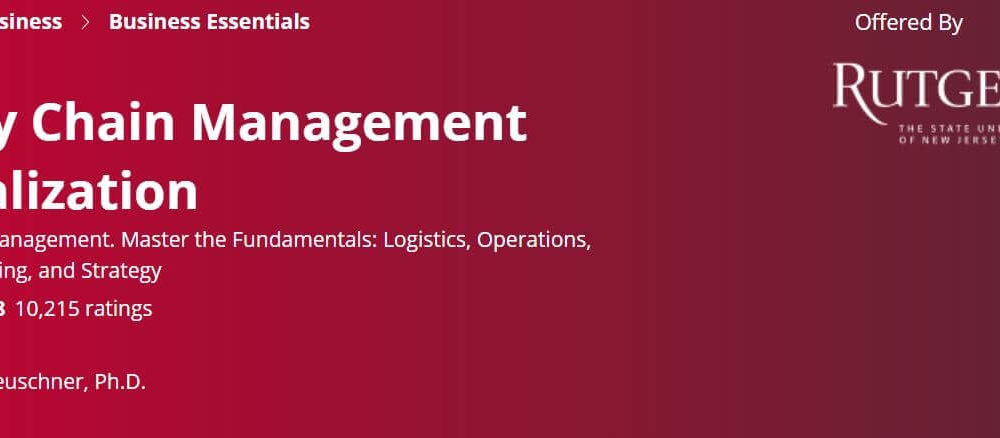 siness > Business Essentials
Offered By
RUTGE
THE STATE UNI
OF NEW JERSE
y Chain Management
alization
anagement. Master the Fundamentals: Logistics, Operations,
ing, and Strategy
8 10,215 ratings
euschner, Ph.D.